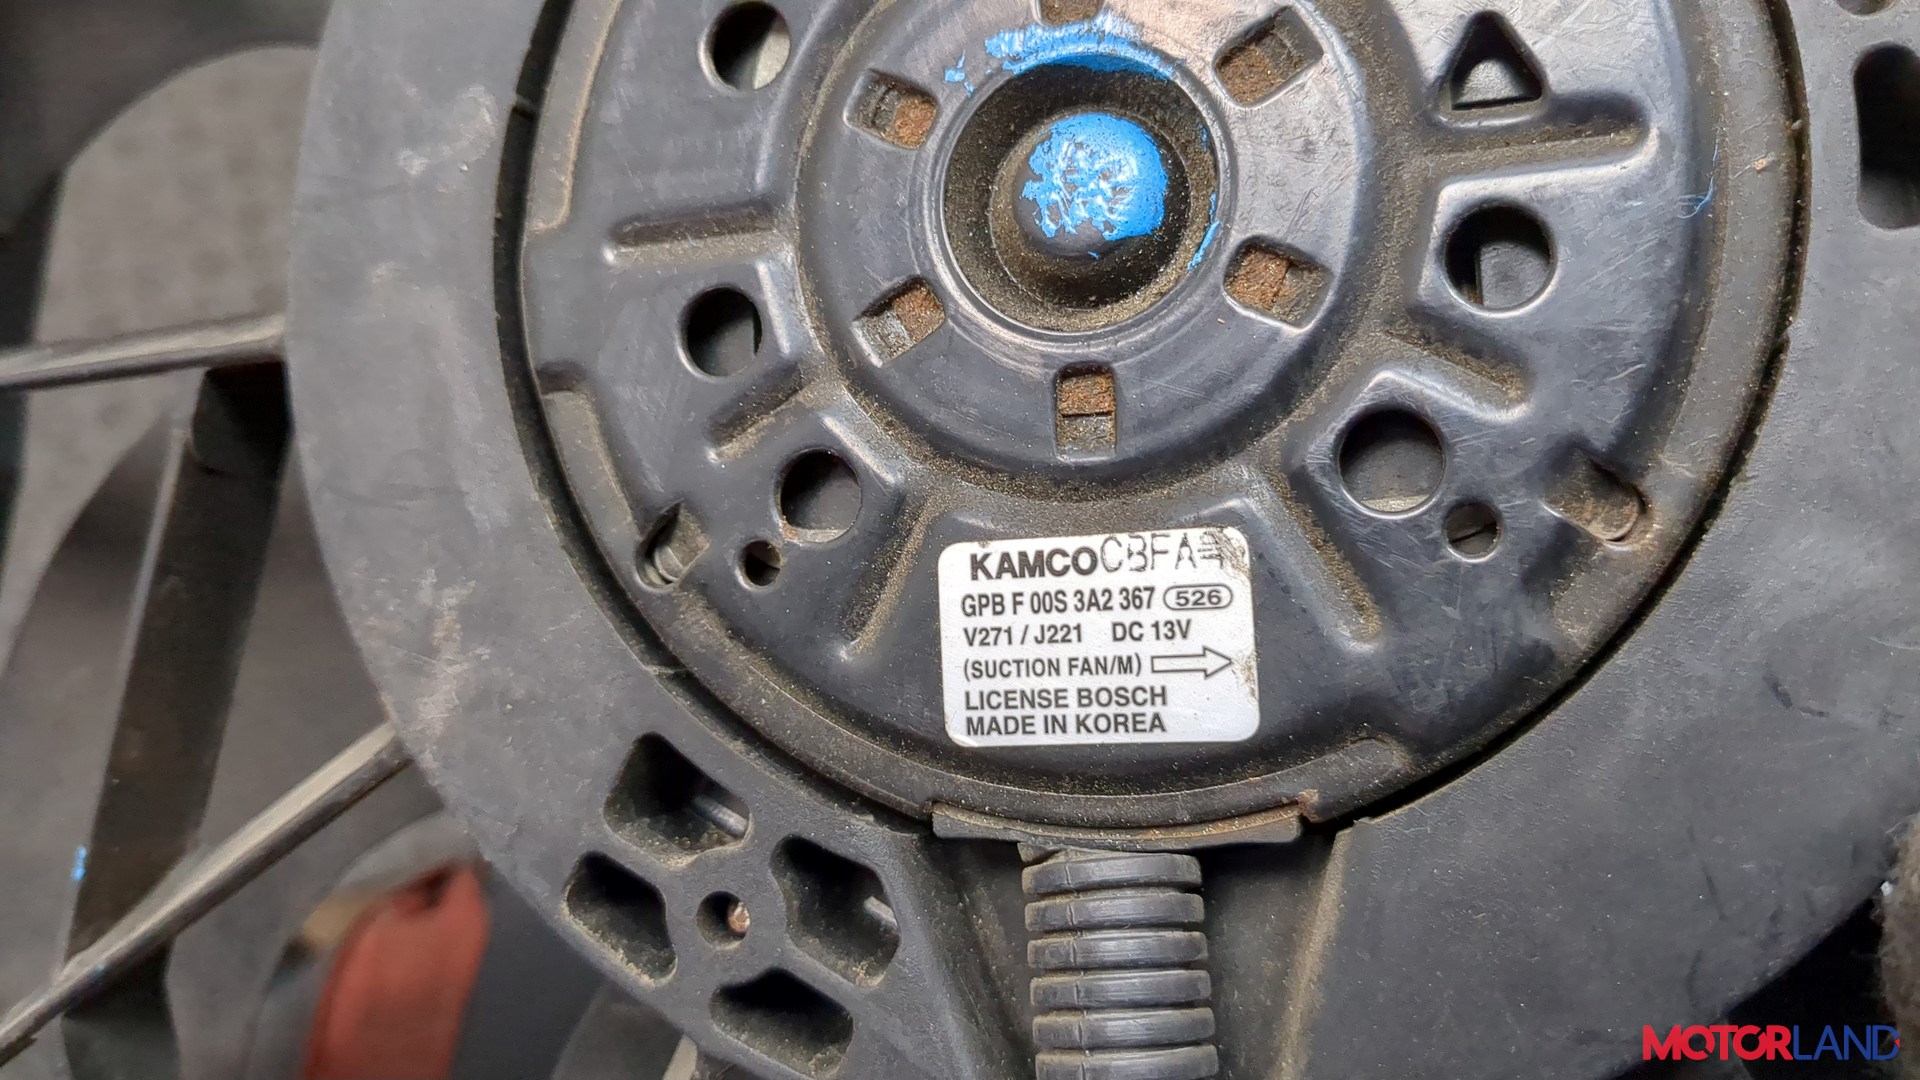 KAMCO CBFA
GPB F 00S 3A2 367 526
V271 / J221 DC 13V
(SUCTION FAN/M)
LICENSE BOSCH
MADE IN KOREA
MOTORLAND